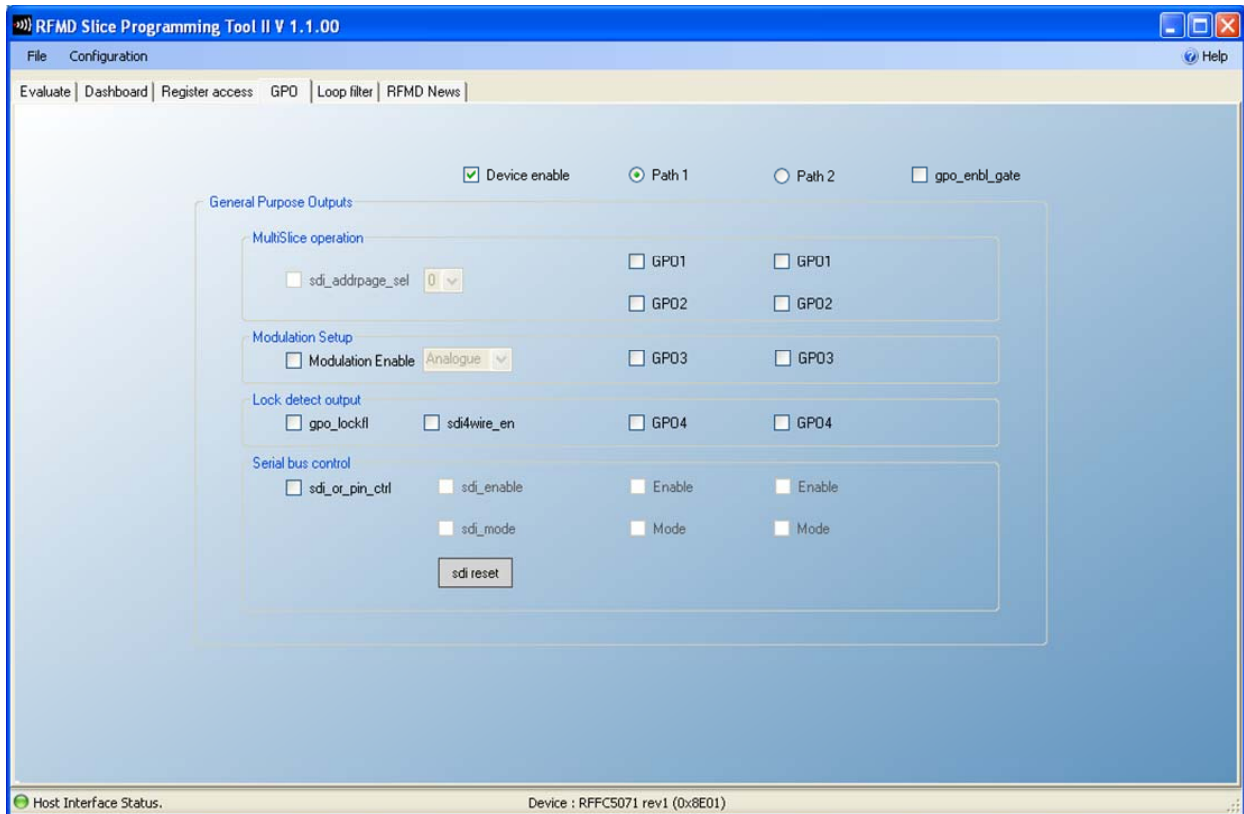 RFMD Slice Programming Tool II V 1.1.00
File Configuration Help
Evaluate Dashboard Register access GPO Loop filter RFMD News
Device enable Path 1 Path 2 gpo_enbl_gate
General Purpose Outputs
MultiSlice operation
GPO1 GPO1
sdi_addrpage_sel 0
GPO2 GPO2
Modulation Setup
Modulation Enable Analogue GPO3 GPO3
Lock detect output
gpo_lockfl sdi4wire_en GPO4 GPO4
Serial bus control
sdi_or_pin_ctrl sdi_enable Enable Enable
sdi_mode Mode Mode
sdi reset
Host Interface Status. Device : RFFC5071 rev1 (0x8E01)